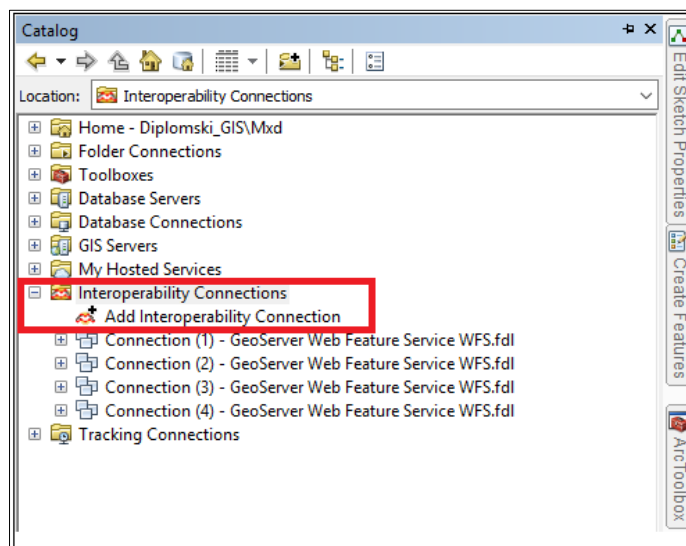 Catalog
Location: Interoperability Connections
Home - Diplomski_GIS\Mxd
Folder Connections
Toolboxes
Database Servers
Database Connections
GIS Servers
My Hosted Services
Interoperability Connections
Add Interoperability Connection
Connection (1) - GeoServer Web Feature Service WFS.fdl
Connection (2) - GeoServer Web Feature Service WFS.fdl
Connection (3) - GeoServer Web Feature Service WFS.fdl
Connection (4) - GeoServer Web Feature Service WFS.fdl
Tracking Connections
Edit Sketch Properties
Create Features
ArcToolbox